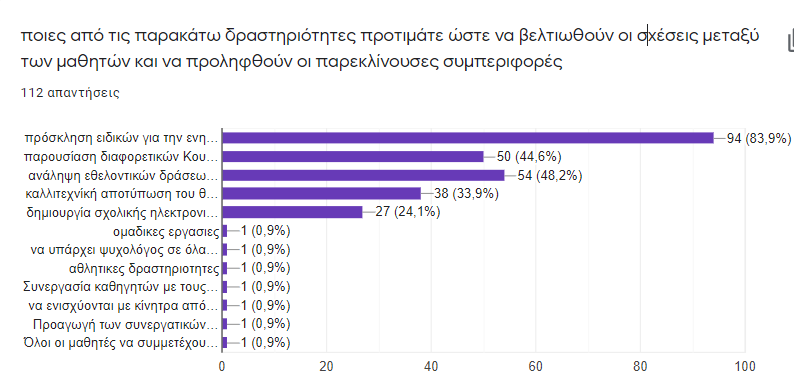 ποιες από τις παρακάτω δραστηριότητες προτιμάτε ώστε να βελτιωθούν οι σχέσεις μεταξύ
των μαθητών και να προληφθούν οι παρεκλίνουσες συμπεριφορές
112 απαντήσεις
πρόσκληση ειδικών για την ενη... 94 (83,9%)
παρουσίαση διαφορετικών Κου... 50 (44,6%)
ανάληψη εθελοντικών δράσεω... 54 (48,2%)
καλλιτεχνική αποτύπωση του θ... 38 (33,9%)
δημιουργία σχολικής ηλεκτρονι... 27 (24,1%)
ομαδικες εργασιες 1 (0,9%)
να υπάρχει ψυχολόγος σε όλα... 1 (0,9%)
αθλητικες δραστηριοτητες 1 (0,9%)
Συνεργασία καθηγητών με τους... 1 (0,9%)
να ενισχύονται με κίνητρα από... 1 (0,9%)
Προαγωγή των συνεργατικών... 1 (0,9%)
Όλοι οι μαθητές να συμμετέχου... 1 (0,9%)
0 20 40 60 80 100